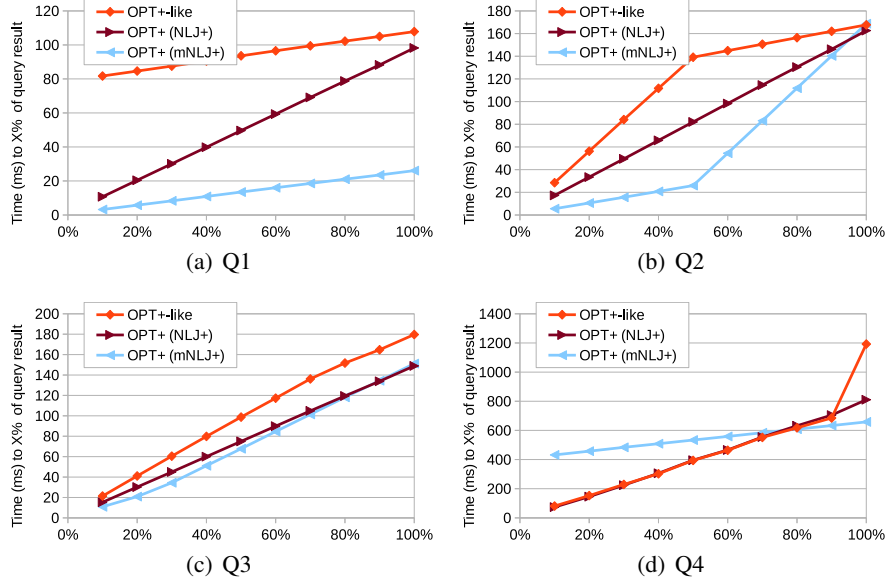 Time (ms) to X% of query result
120
100
80
60
40
20
0
OPT+-like
OPT+ (NLJ+)
OPT+ (mNLJ+)
0% 20% 40% 60% 80% 100%
(a) Q1
Time (ms) to X% of query result
180
160
140
120
100
80
60
40
20
0
OPT+-like
OPT+ (NLJ+)
OPT+ (mNLJ+)
0% 20% 40% 60% 80% 100%
(b) Q2
Time (ms) to X% of query result
200
180
160
140
120
100
80
60
40
20
0
OPT+-like
OPT+ (NLJ+)
OPT+ (mNLJ+)
0% 20% 40% 60% 80% 100%
(c) Q3
Time (ms) to X% of query result
1400
1200
1000
800
600
400
200
0
OPT+-like
OPT+ (NLJ+)
OPT+ (mNLJ+)
0% 20% 40% 60% 80% 100%
(d) Q4